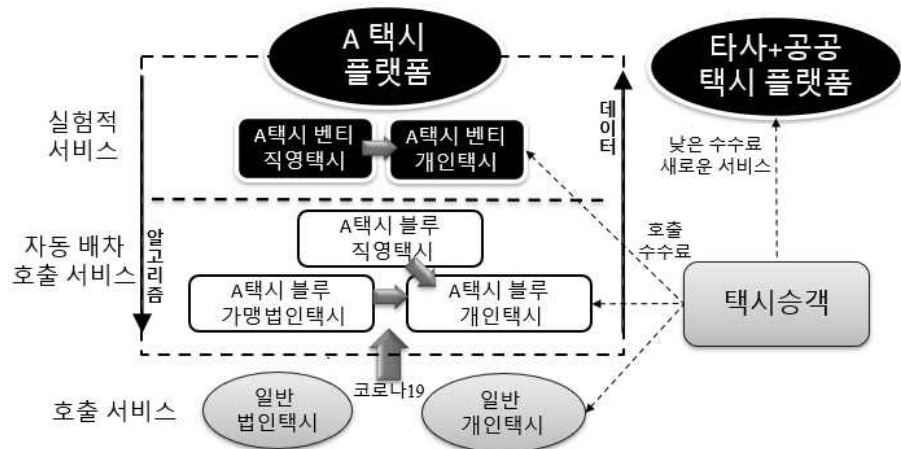 A 택시
플랫폼
타사+공공
택시 플랫폼
실험적
서비스
A택시 벤티
직영택시
A택시 벤티
개인택시
데이터
낮은 수수료
새로운 서비스
자동 배차
호출 서비스
알고리즘
A택시 블루
직영택시
호출
수수료
A택시 블루
가맹법인택시
A택시 블루
개인택시
택시승객
코로나19
호출 서비스
일반
법인택시
일반
개인택시